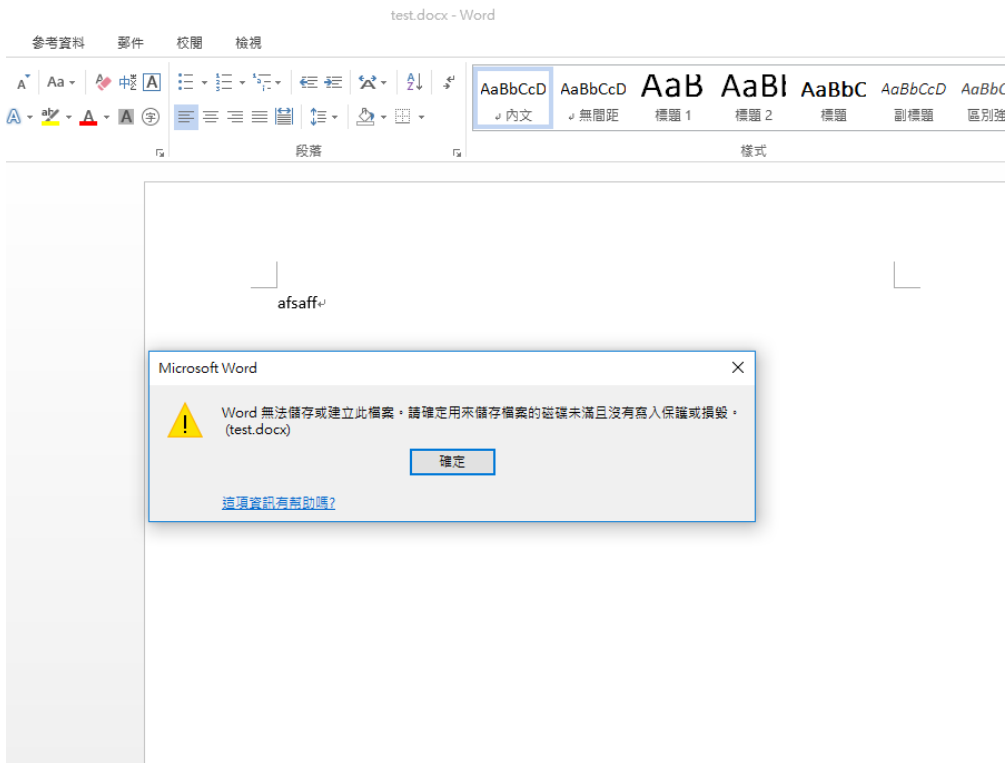 test.docx - Word
參考資料 郵件 校閱 檢視
A Aa 中 A A Z
AaBbCcD AaBbCcD AaB AaBl AaBbC AaBbCcD AaBbC
A aby A A 字
內文 無間距 標題 1 標題 2 標題 副標題 區別強
段落 樣式
afsaff
Microsoft Word
Word 無法儲存或建立此檔案。請確定用來儲存檔案的磁碟未滿且沒有寫入保護或損毀。
(test.docx)
確定
這項資訊有幫助嗎?